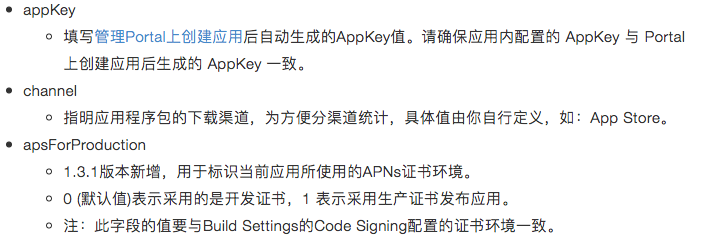 appKey
填写管理Portal上创建应用后自动生成的AppKey值。请确保应用内配置的 AppKey 与 Portal
上创建应用后生成的 AppKey 一致。
channel
指明应用程序包的下载渠道，为方便分渠道统计，具体值由你自行定义，如：App Store。
apsForProduction
1.3.1版本新增，用于标识当前应用所使用的APNs证书环境。
0 (默认值)表示采用的是开发证书，1 表示采用生产证书发布应用。
注：此字段的值要与Build Settings的Code Signing配置的证书环境一致。